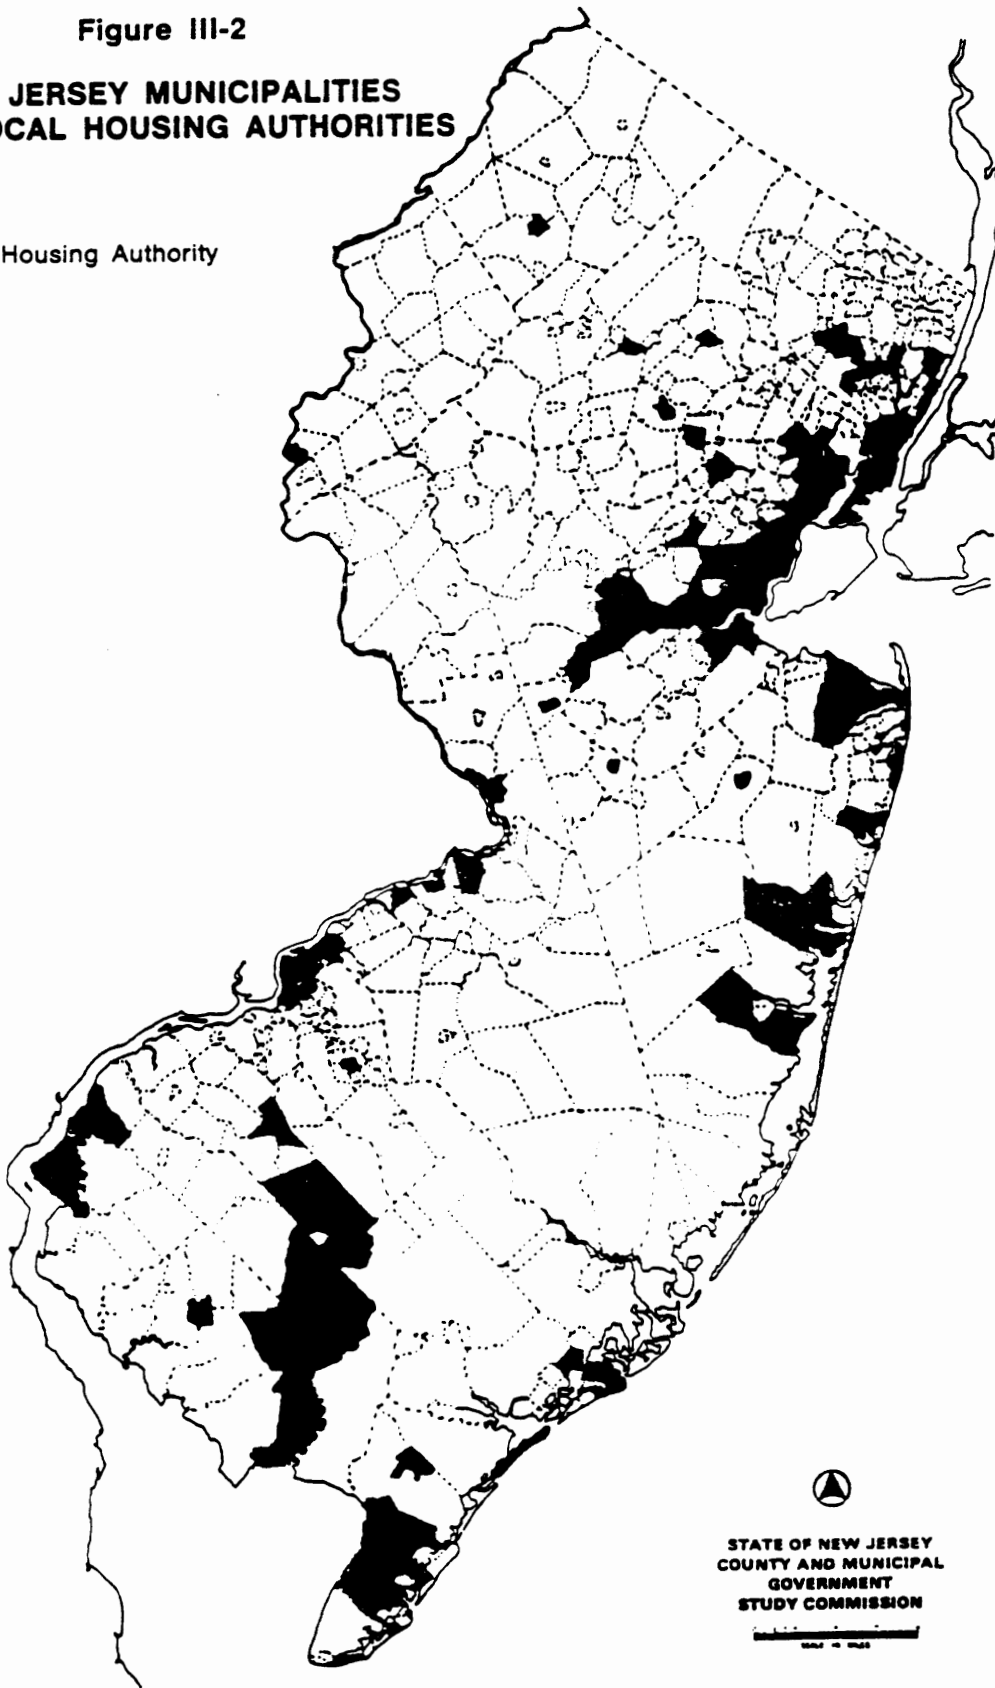 Figure III-2
JERSEY MUNICIPALITIES
OCAL HOUSING AUTHORITIES
Housing Authority
STATE OF NEW JERSEY
COUNTY AND MUNICIPAL
GOVERNMENT
STUDY COMMISSION